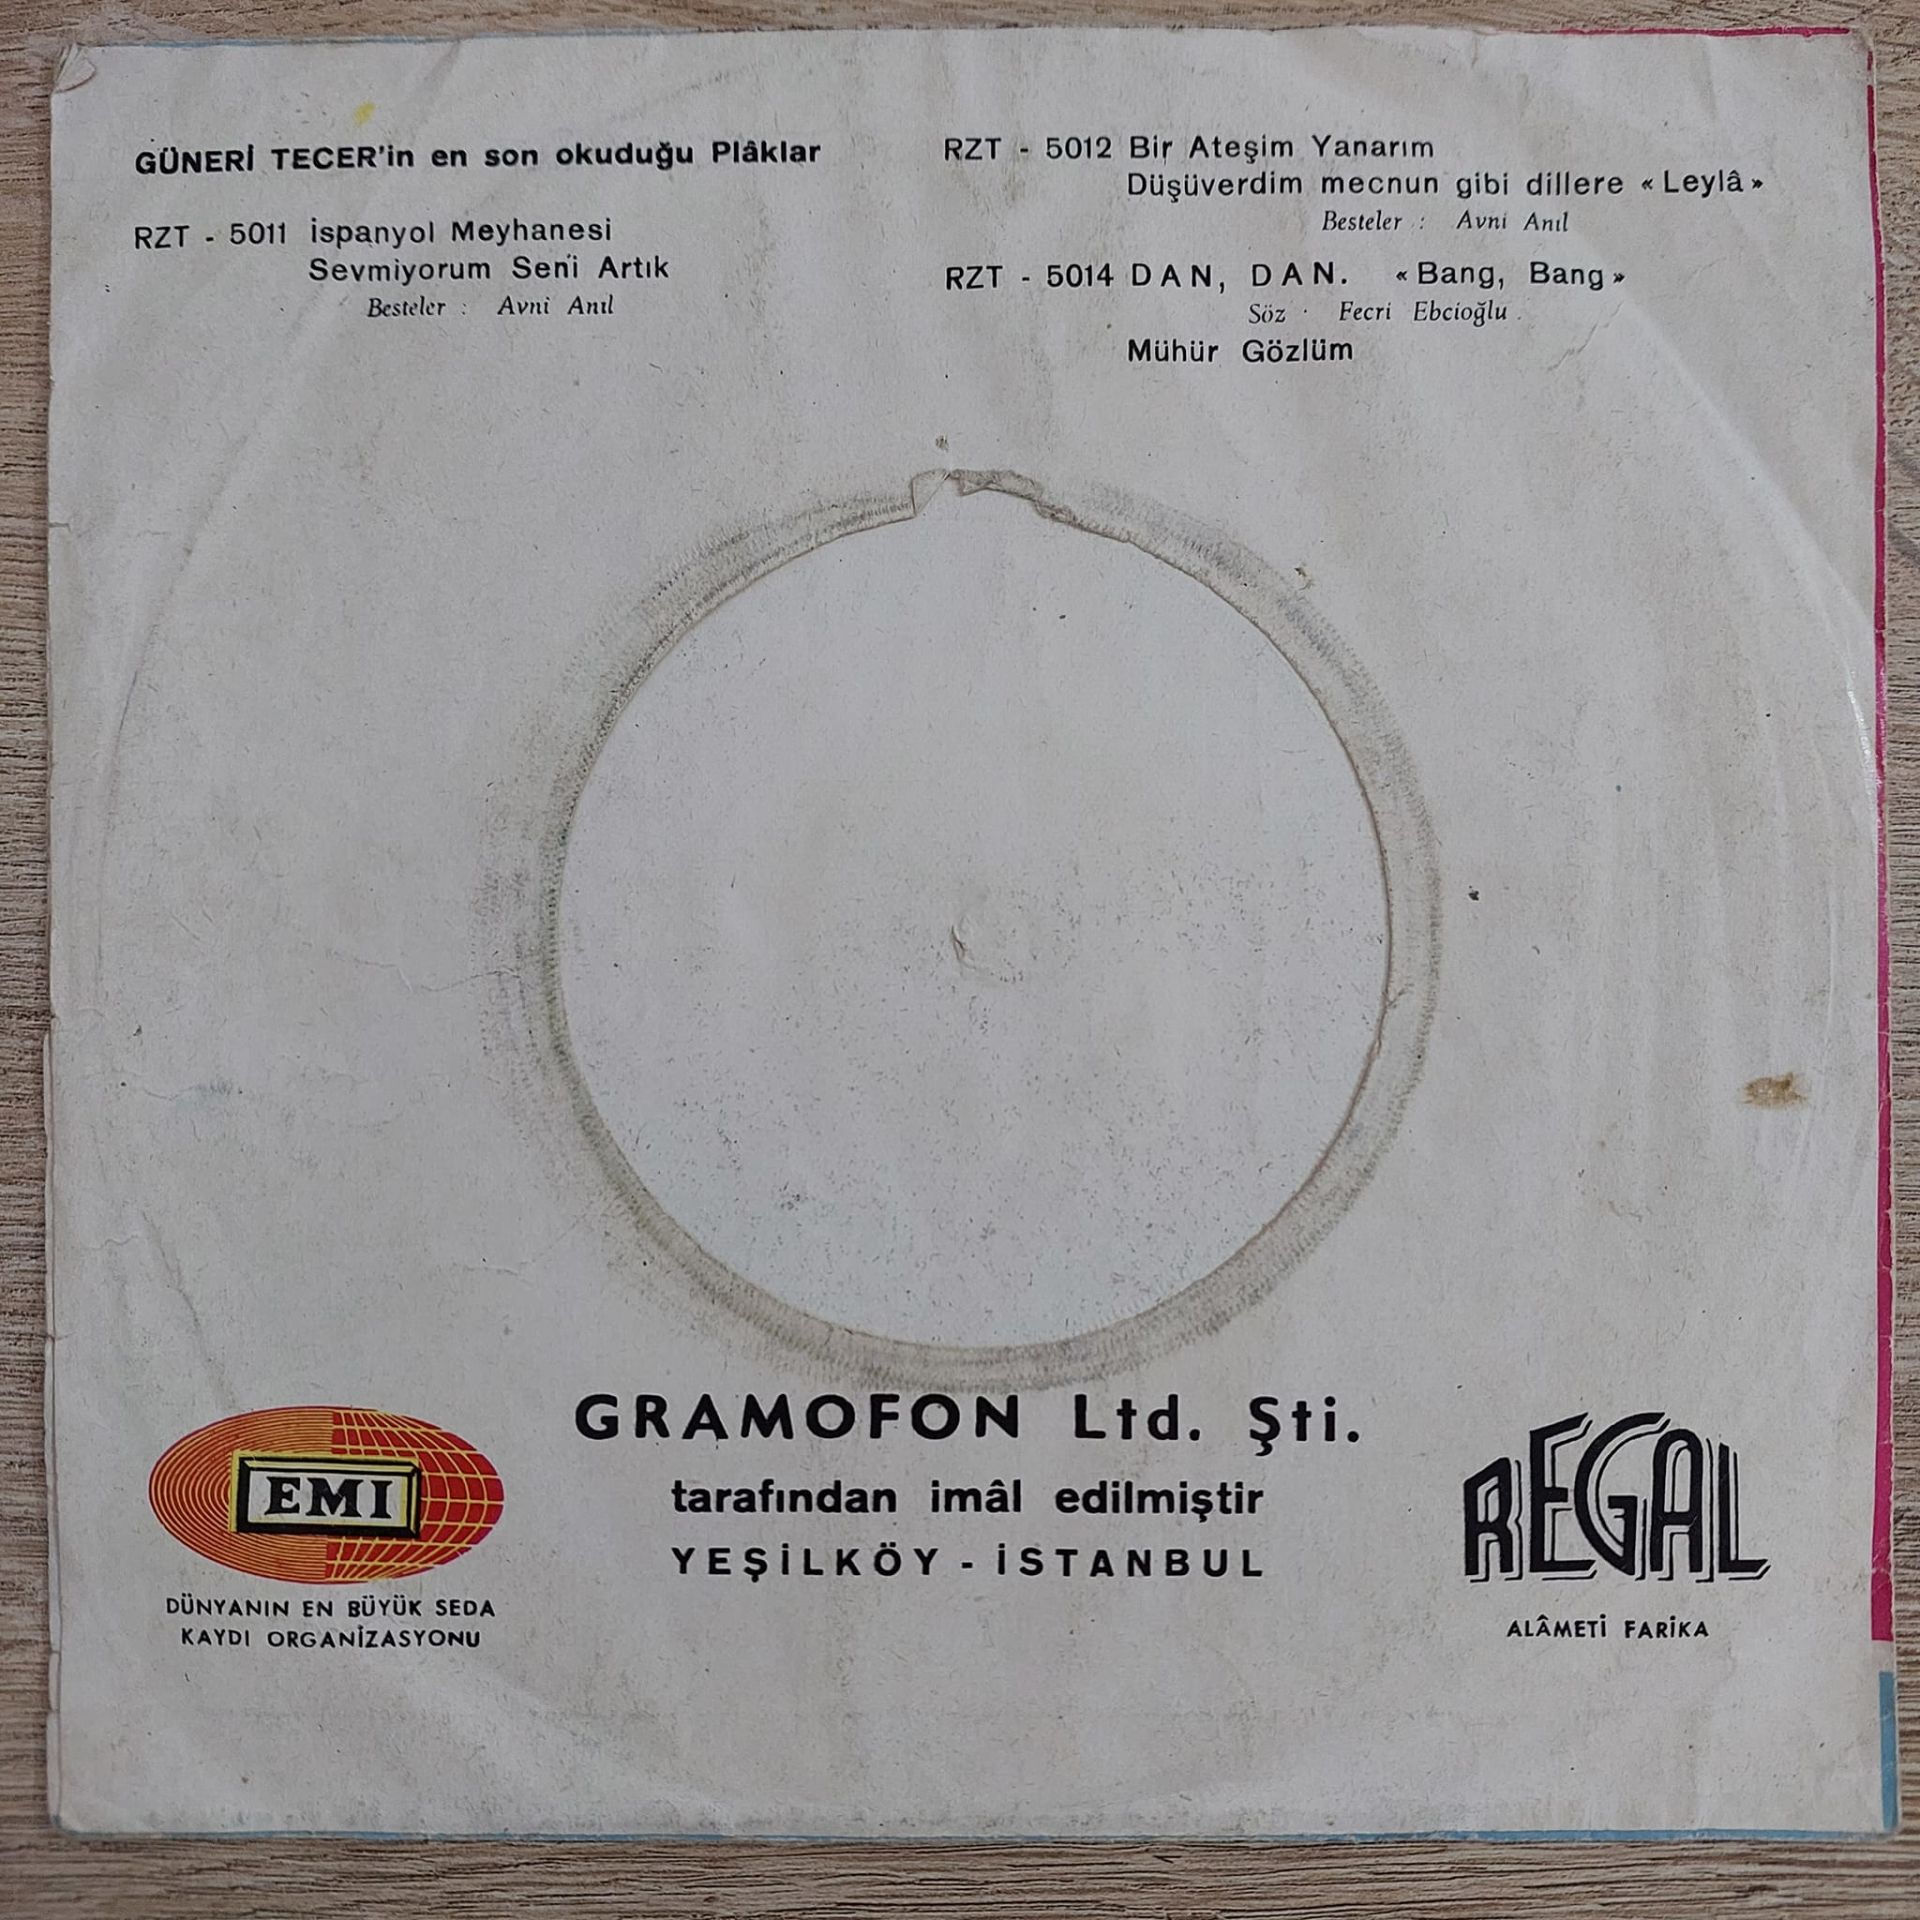 GÜNERİ TECER'in en son okuduğu Plâklar
RZT - 5011 İspanyol Meyhanesi
Sevmiyorum Seni Artık
Besteler : Avni Anıl
RZT - 5012 Bir Ateşim Yanarım
Düşüverdim mecnun gibi dillere «Leylâ»
Besteler : Avni Anıl
RZT - 5014 DAN, DAN. «Bang, Bang»
Söz : Fecri Ebcioğlu.
Mühür Gözlüm
GRAMOFON Ltd. Şti.
tarafından imâl edilmiştir
YEŞİLKÖY - İSTANBUL
EMI
DÜNYANIN EN BÜYÜK SEDA
KAYDI ORGANİZASYONU
REGAL
ALÂMETİ FARİKA